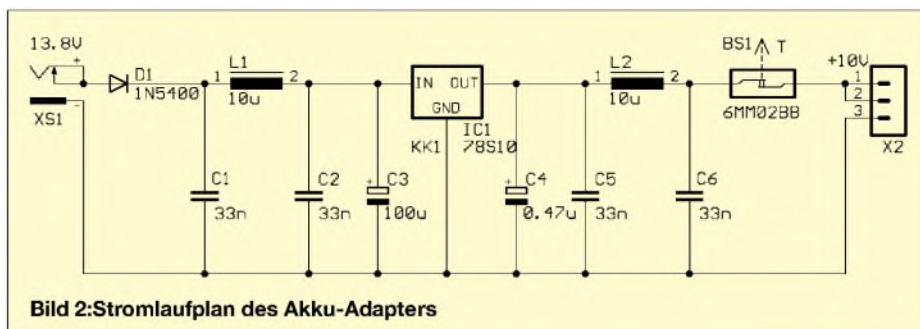 13.8V
+
-
XS1
D1
1N5400
1 L1 2
10u
C1
33n
C2
33n
+ C3
100u
IN OUT
GND
IC1
KK1 78S10
+ C4
0.47u
C5
33n
1 L2 2
10u
C6
33n
BS1 T
6MM02BB
+10V
1
2
3
X2
Bild 2:Stromlaufplan des Akku-Adapters